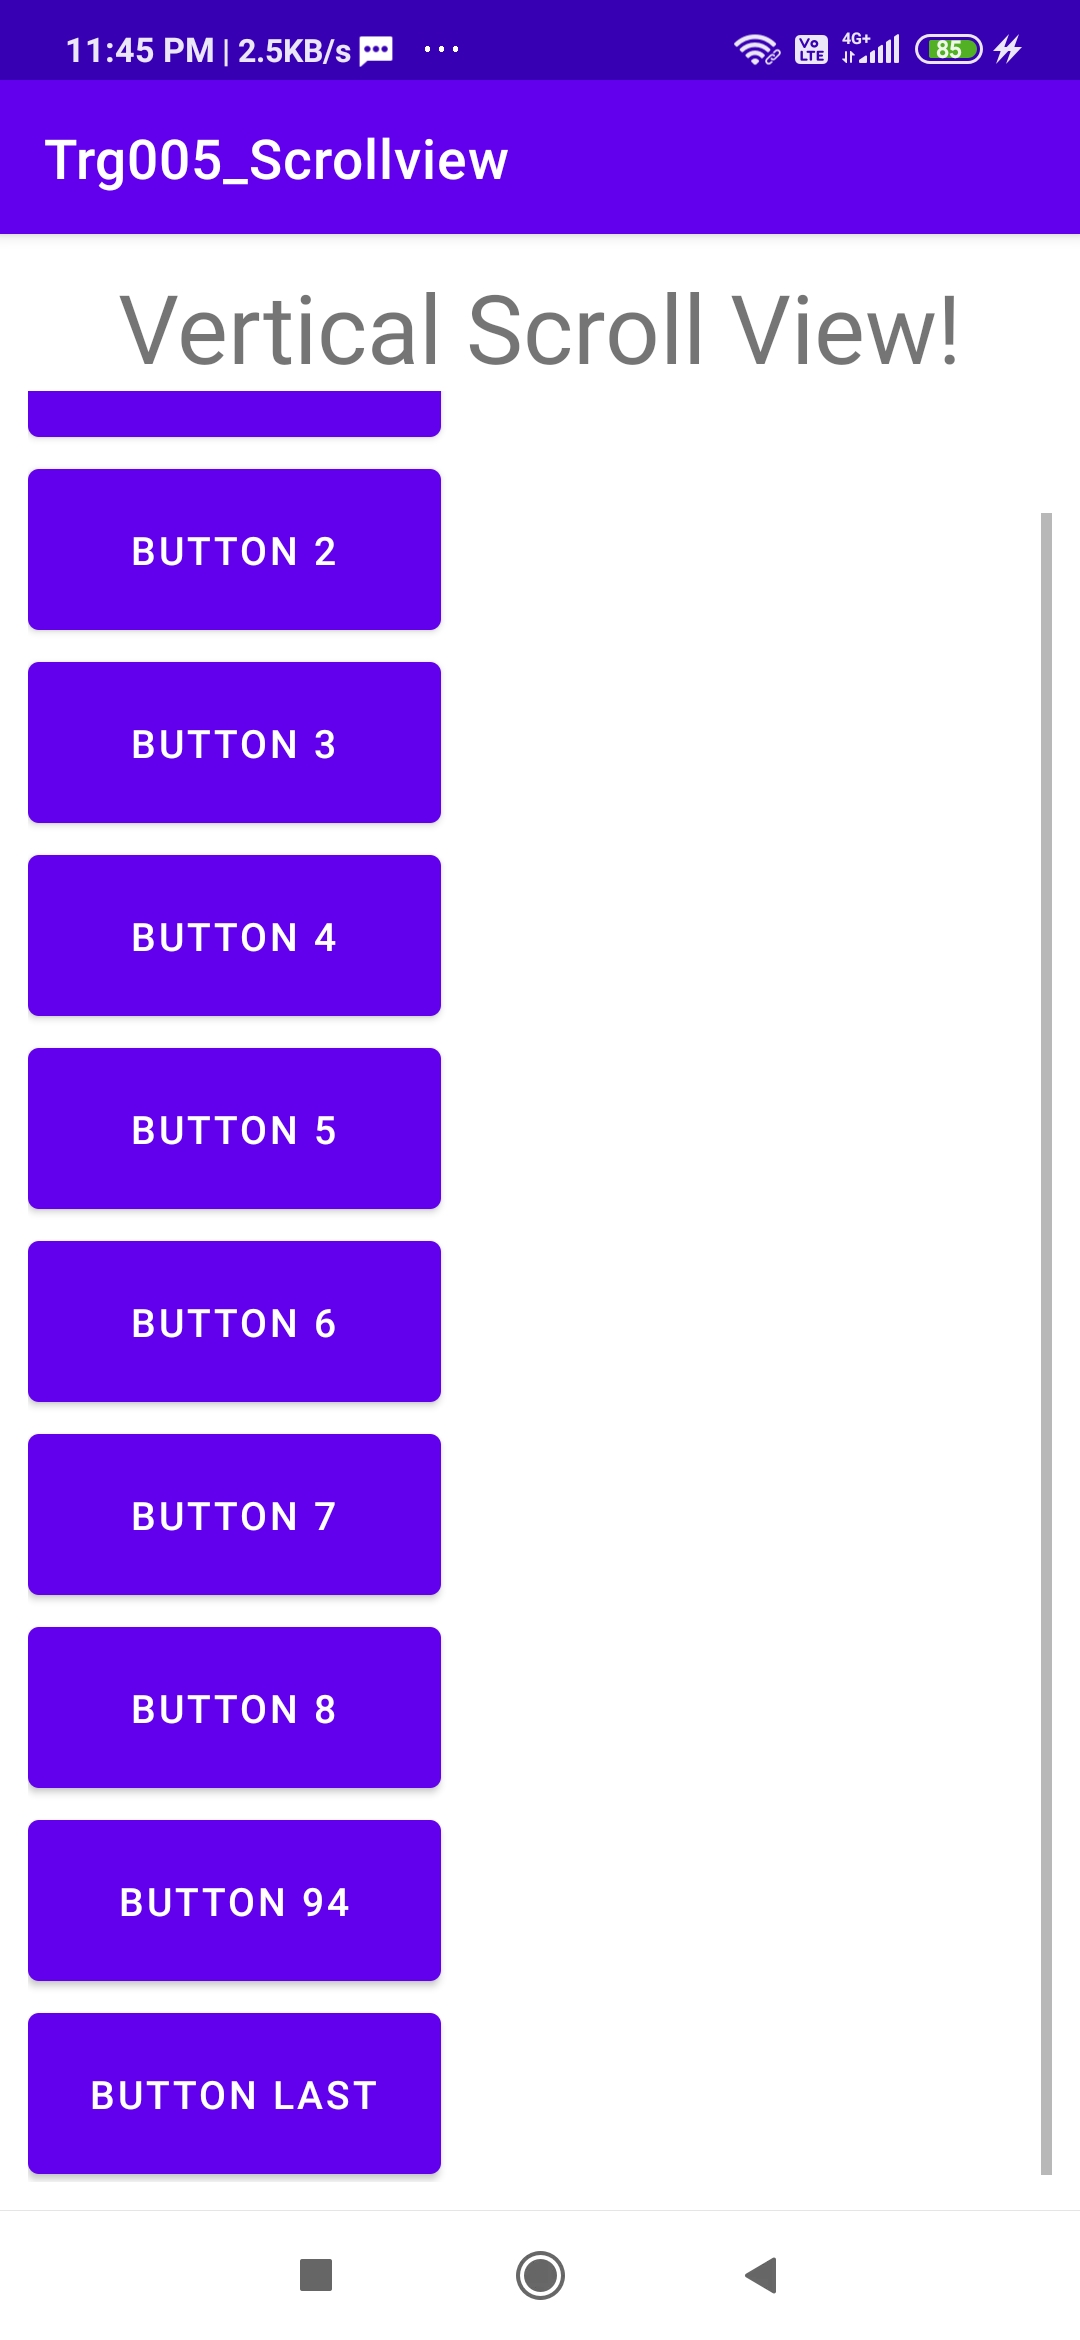 11:45 PM | 2.5KB/s ... Vo LTE 4G+ 85
Trg005_Scrollview
Vertical Scroll View!
BUTTON 2
BUTTON 3
BUTTON 4
BUTTON 5
BUTTON 6
BUTTON 7
BUTTON 8
BUTTON 94
BUTTON LAST